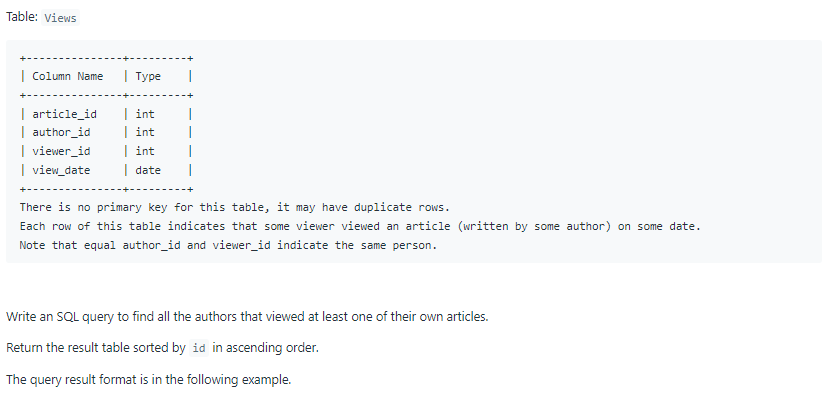 Table: Views
+---------------+---------+
| Column Name   | Type    |
+---------------+---------+
| article_id    | int     |
| author_id     | int     |
| viewer_id     | int     |
| view_date     | date    |
+---------------+---------+
There is no primary key for this table, it may have duplicate rows.
Each row of this table indicates that some viewer viewed an article (written by some author) on some date.
Note that equal author_id and viewer_id indicate the same person.
Write an SQL query to find all the authors that viewed at least one of their own articles.
Return the result table sorted by id in ascending order.
The query result format is in the following example.